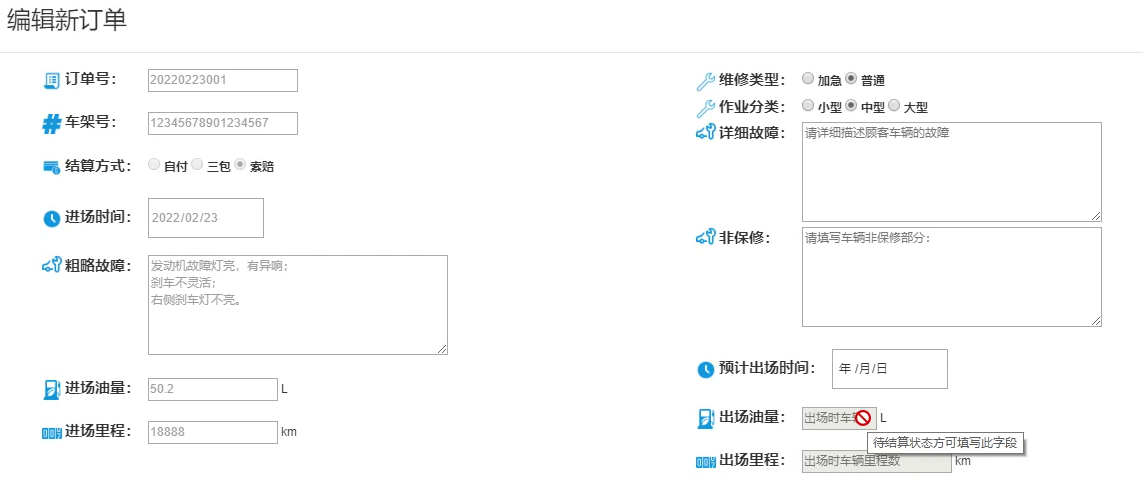 编辑新订单
订单号： 20220223001
车架号： 12345678901234567
结算方式： 自付 三包 索赔
进场时间： 2022/02/23
粗略故障： 发动机故障灯亮，有异响；
刹车不灵活；
右侧刹车灯不亮。
进场油量： 50.2 L
进场里程： 18888 km
维修类型： 加急 普通
作业分类： 小型 中型 大型
详细故障： 请详细描述顾客车辆的故障
非保修： 请填写车辆非保修部分：
预计出场时间： 年 /月/日
出场油量： 出场时车 L
待结算状态方可填写此字段
出场里程： 出场时车辆里程数 km